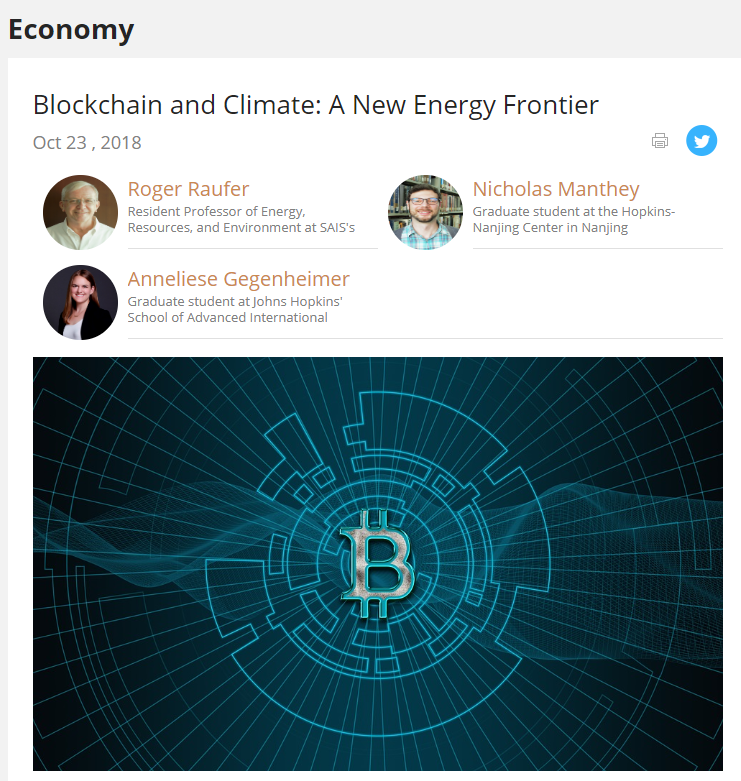 Economy
Blockchain and Climate: A New Energy Frontier
Oct 23 , 2018
Roger Raufer
Resident Professor of Energy,
Resources, and Environment at SAIS's
Nicholas Manthey
Graduate student at the Hopkins-
Nanjing Center in Nanjing
Anneliese Gegenheimer
Graduate student at Johns Hopkins'
School of Advanced International